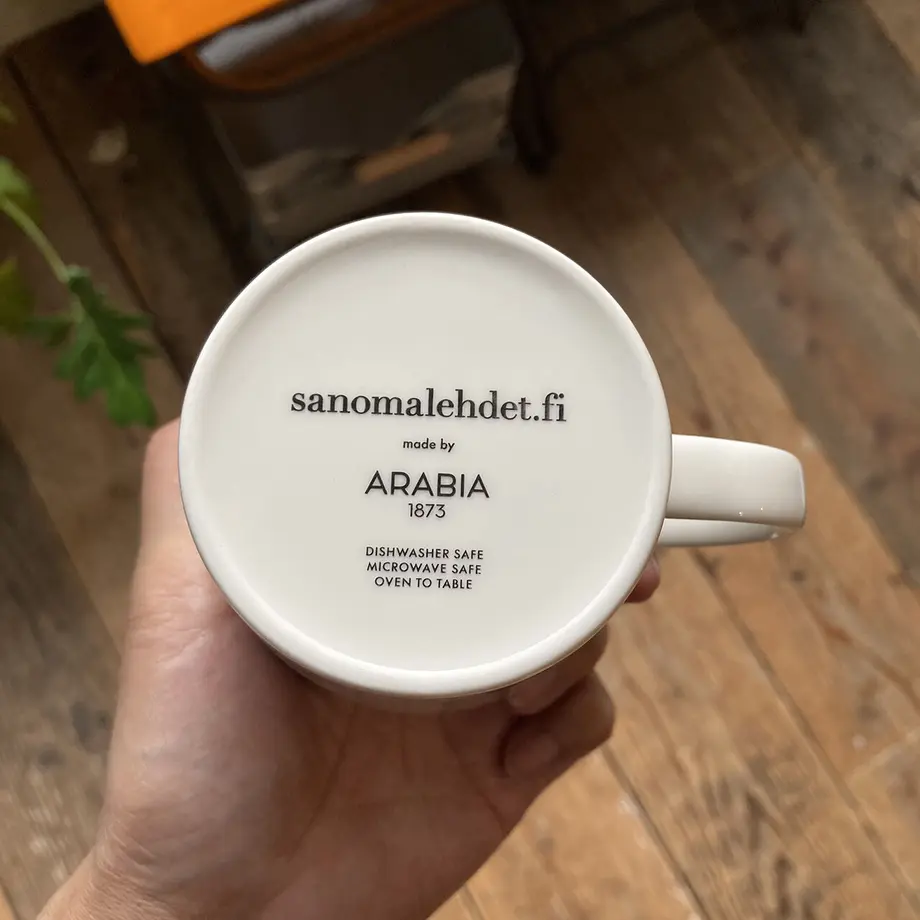 sanomalehdet.fi
made by
ARABIA
1873
DISHWASHER SAFE
MICROWAVE SAFE
OVEN TO TABLE